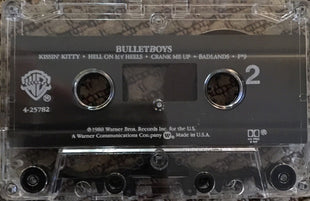 BULLETBOYS
KISSIN' KITTY • HELL ON MY HEELS • CRANK ME UP • BADLANDS • F*9
2
4-25782
℗1988 Warner Bros. Records Inc. for the U.S.
A Warner Communications Company Made in U.S.A.